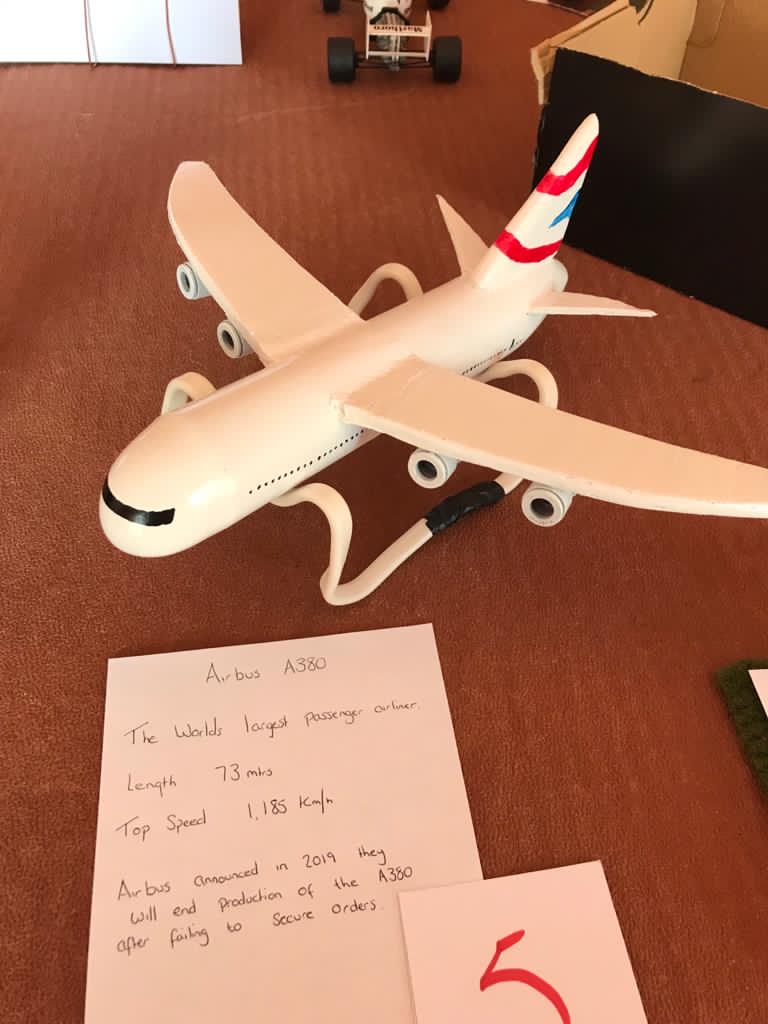 Marlboro
Airbus A380
The Worlds largest passenger airliner.
Length 73 mtrs
Top Speed 1,185 Km/h
Airbus announced in 2019 they
will end production of the A380
after failing to secure orders.
5